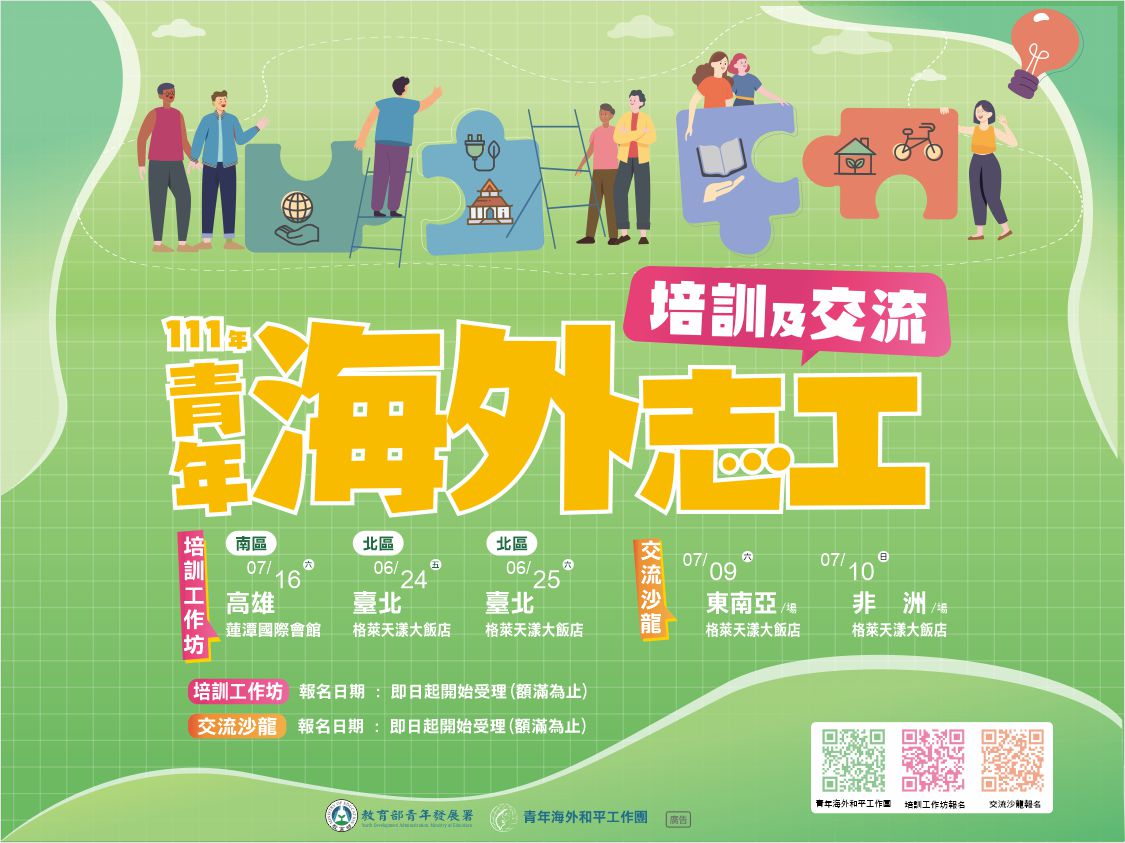 培訓及交流
111年
青年
海外志工
培訓工作坊
南區
07/16 六
高雄
蓮潭國際會館
北區
06/24 五
臺北
格萊天漾大飯店
北區
06/25 六
臺北
格萊天漾大飯店
交流沙龍
07/09 六
東南亞/場
格萊天漾大飯店
07/10 日
非 洲/場
格萊天漾大飯店
培訓工作坊 報名日期 : 即日起開始受理(額滿為止)
交流沙龍 報名日期 : 即日起開始受理(額滿為止)
青年海外和平工作團 培訓工作坊報名 交流沙龍報名
教育部青年發展署
Youth Development Administration, Ministry of Education
青年海外和平工作團
廣告